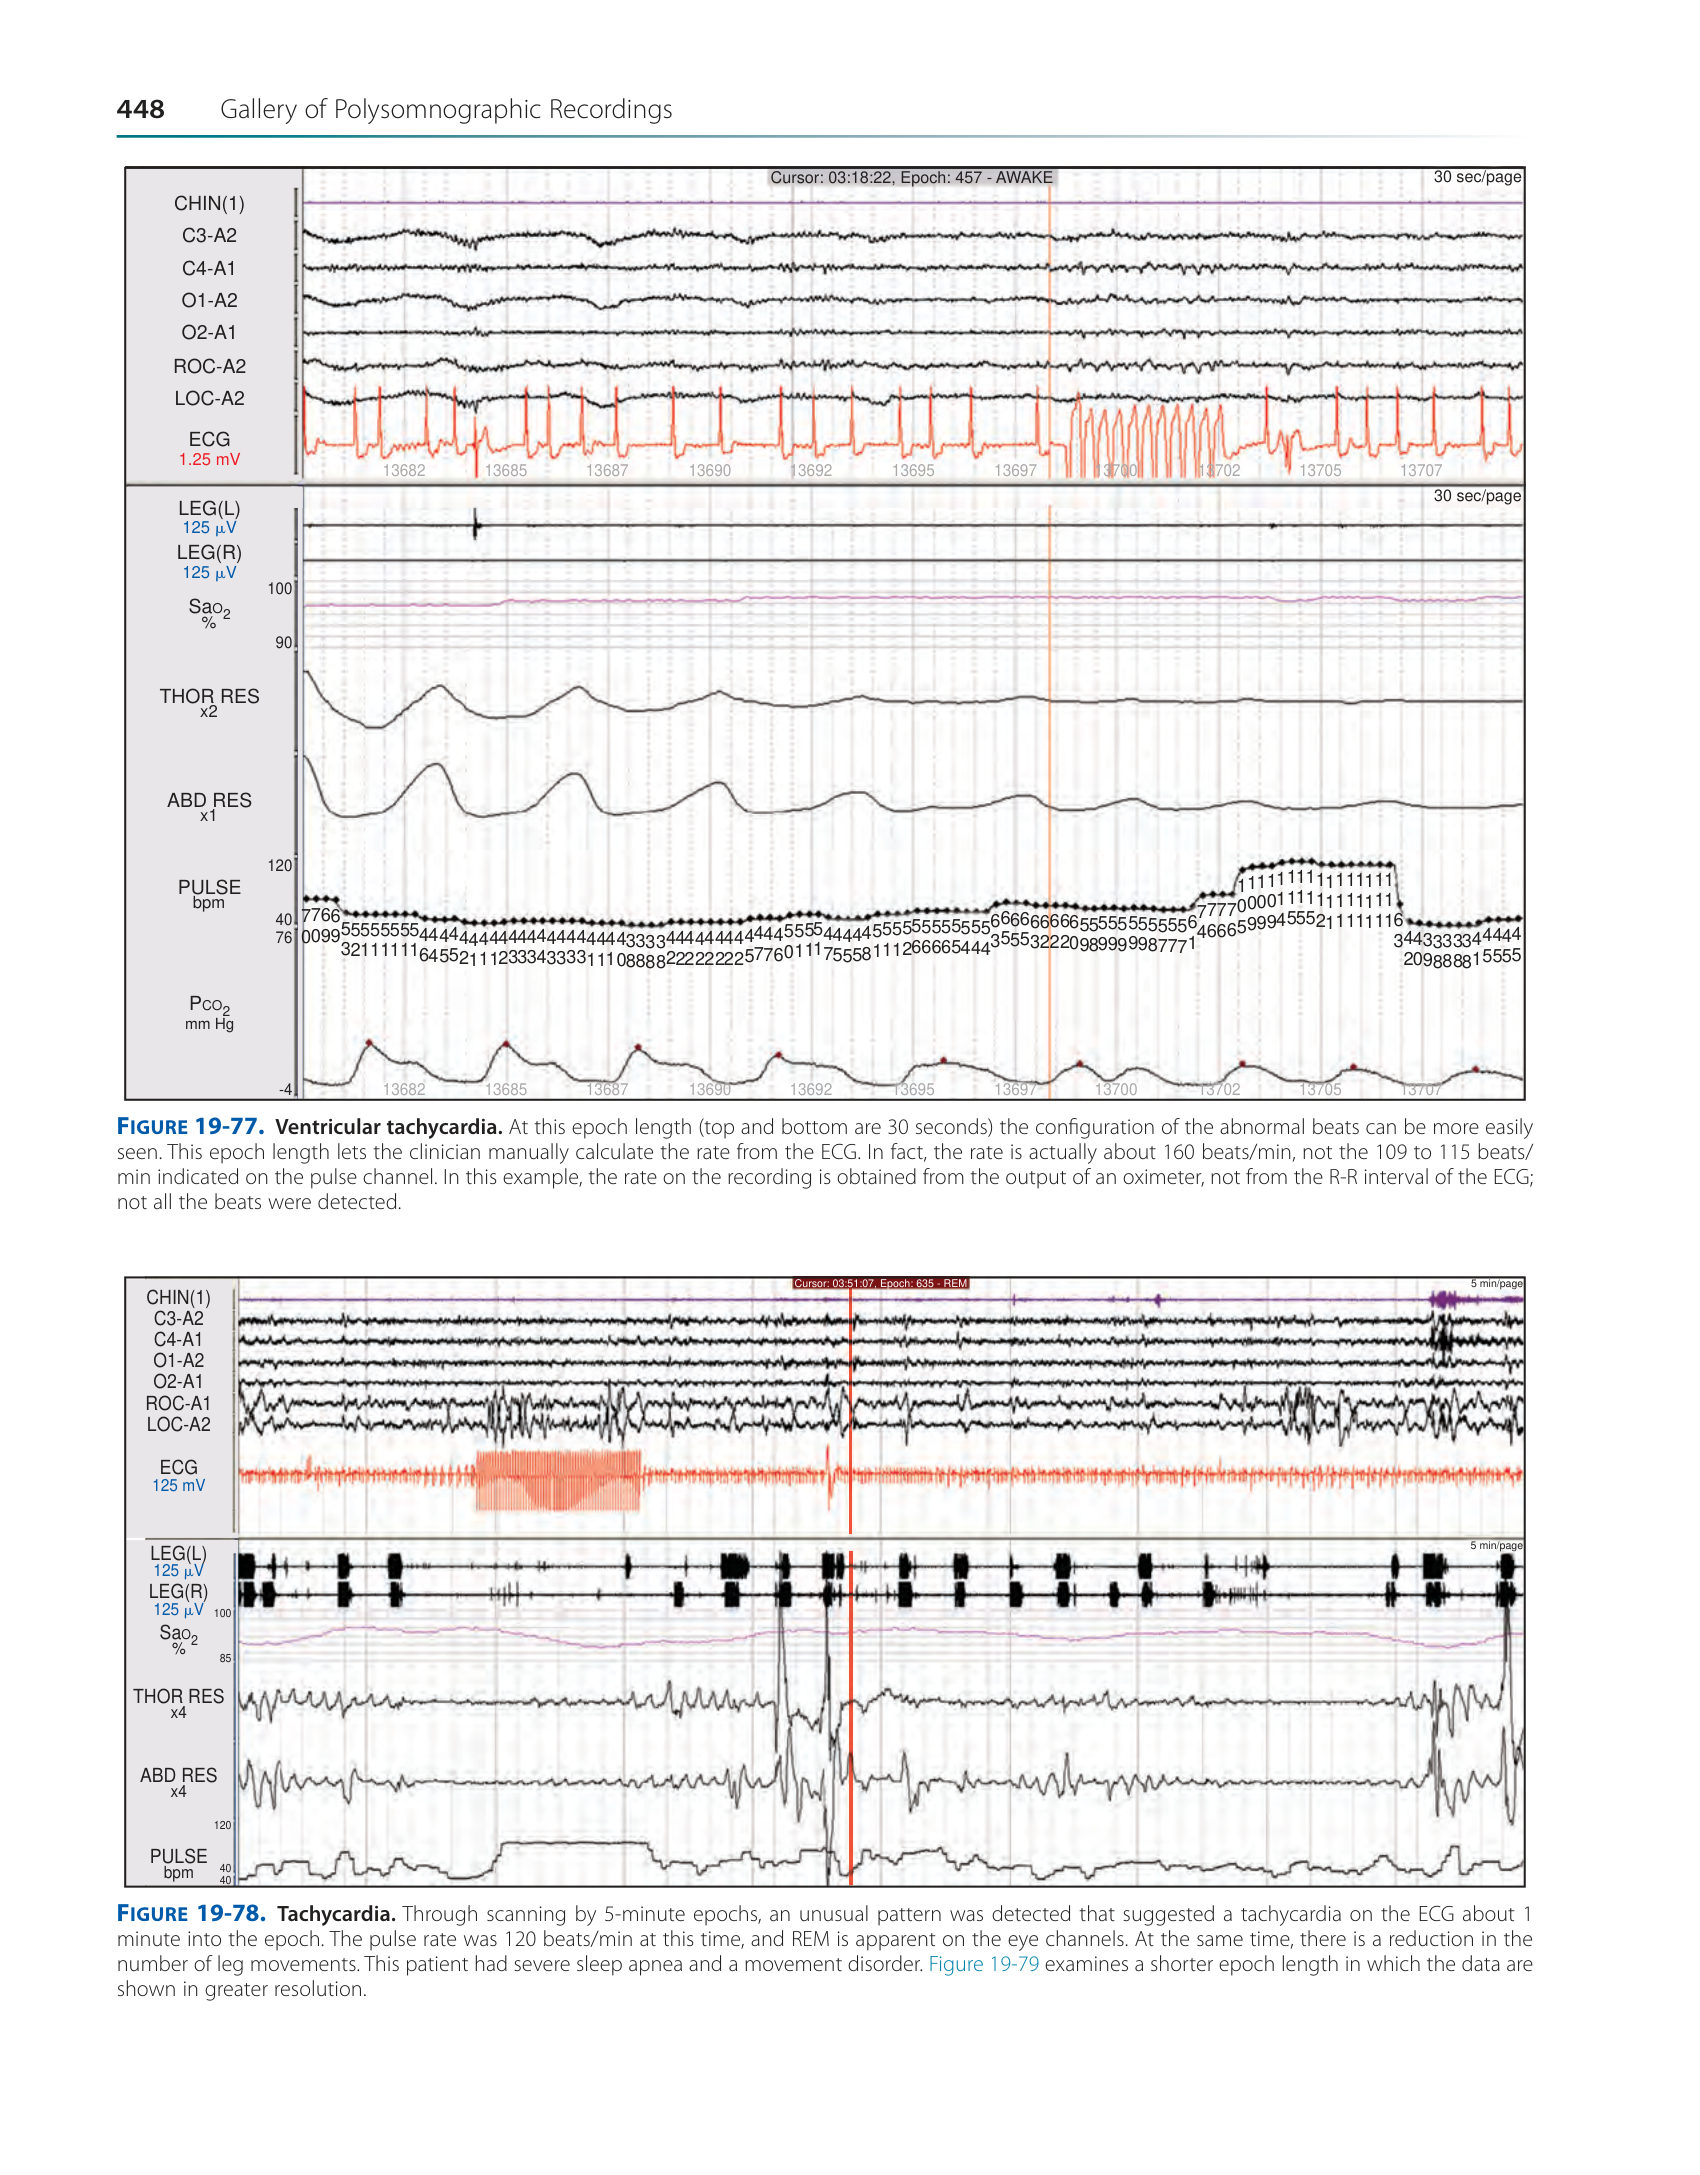 448 Gallery of Polysomnographic Recordings
Cursor: 03:18:22, Epoch: 457 - AWAKE
30 sec/page
CHIN(1)
C3-A2
C4-A1
O1-A2
O2-A1
ROC-A2
LOC-A2
ECG
1.25 mV
13682 13685 13687 13690 13692 13695 13697 13700 13702 13705 13707
30 sec/page
LEG(L)
125 µV
LEG(R)
125 µV
100
Sao2
%
90
THOR RES
x2
ABD RES
x1
120
PULSE
bpm
40
76
Pco2
mm Hg
-4
13682 13685 13687 13690 13692 13695 13697 13700 13702 13705 13707
FIGURE 19-77. Ventricular tachycardia. At this epoch length (top and bottom are 30 seconds) the configuration of the abnormal beats can be more easily
seen. This epoch length lets the clinician manually calculate the rate from the ECG. In fact, the rate is actually about 160 beats/min, not the 109 to 115 beats/
min indicated on the pulse channel. In this example, the rate on the recording is obtained from the output of an oximeter, not from the R-R interval of the ECG;
not all the beats were detected.
Cursor: 03:51:07, Epoch: 635 - REM
5 min/page
CHIN(1)
C3-A2
C4-A1
O1-A2
O2-A1
ROC-A1
LOC-A2
ECG
125 mV
5 min/page
LEG(L)
125 µV
LEG(R)
125 µV
100
Sao2
%
85
THOR RES
x4
ABD RES
x4
120
PULSE
bpm
40
40
FIGURE 19-78. Tachycardia. Through scanning by 5-minute epochs, an unusual pattern was detected that suggested a tachycardia on the ECG about 1
minute into the epoch. The pulse rate was 120 beats/min at this time, and REM is apparent on the eye channels. At the same time, there is a reduction in the
number of leg movements. This patient had severe sleep apnea and a movement disorder. Figure 19-79 examines a shorter epoch length in which the data are
shown in greater resolution.